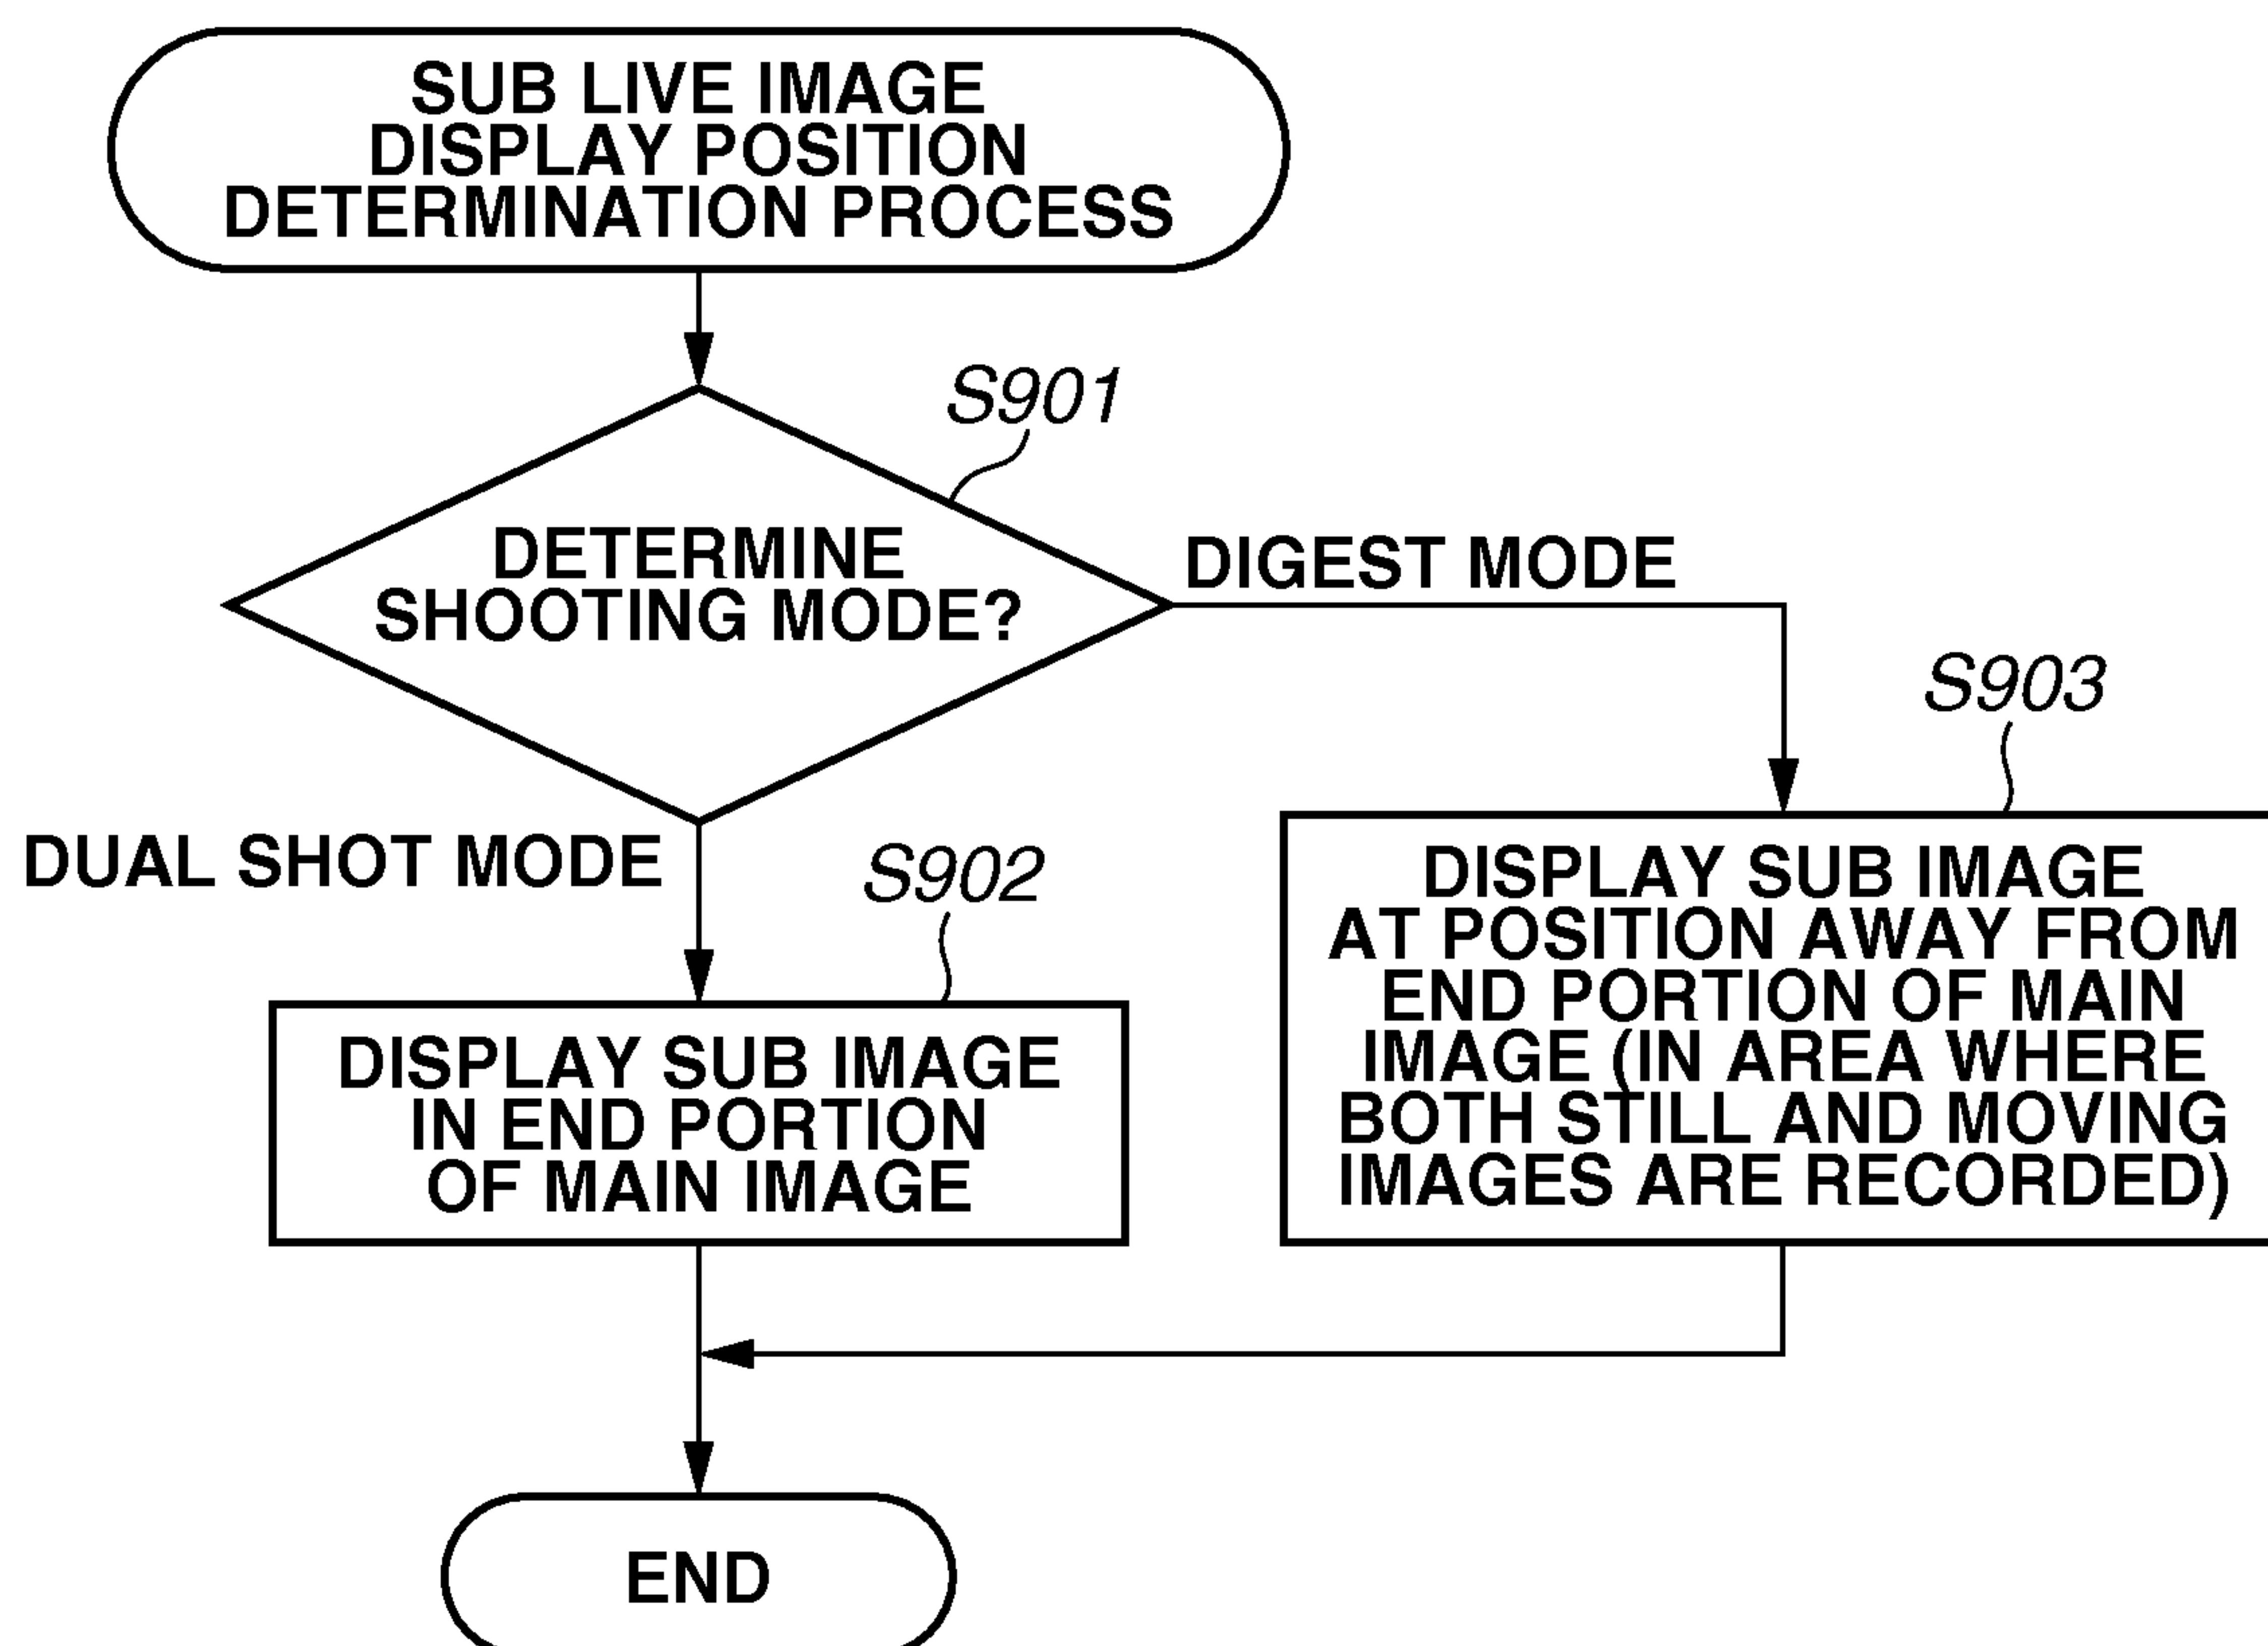 SUB LIVE IMAGE
DISPLAY POSITION
DETERMINATION PROCESS
S901
DETERMINE
SHOOTING MODE?
DIGEST MODE
DUAL SHOT MODE
S902
DISPLAY SUB IMAGE
IN END PORTION
OF MAIN IMAGE
S903
DISPLAY SUB IMAGE
AT POSITION AWAY FROM
END PORTION OF MAIN
IMAGE (IN AREA WHERE
BOTH STILL AND MOVING
IMAGES ARE RECORDED)
END